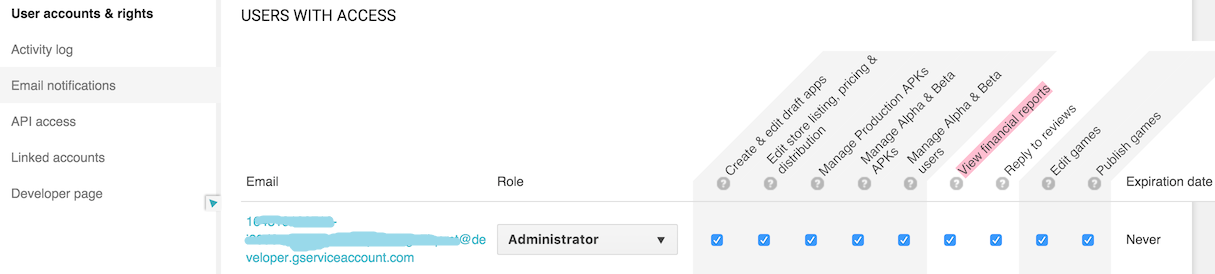 User accounts & rights
Activity log
Email notifications
API access
Linked accounts
Developer page
USERS WITH ACCESS
Email
Role
Create & edit draft apps
Edit store listing, pricing &
distribution
Manage Production APKs
Manage Alpha & Beta
APKs
Manage Alpha & Beta
users
View financial reports
Reply to reviews
Edit games
Publish games
Expiration date
@de
veloper.gserviceaccount.com
Administrator
Never